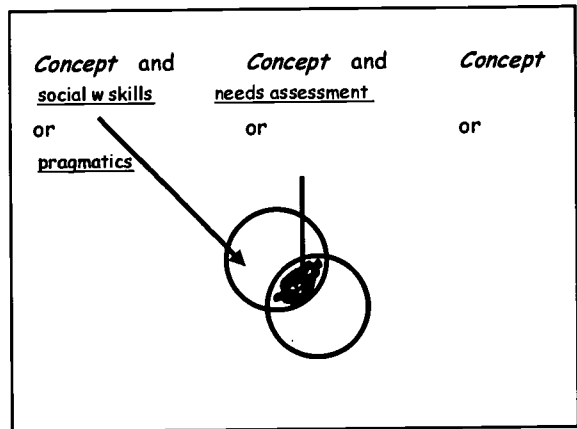 Concept and Concept and Concept
social w skills needs assessment
or or or
pragmatics